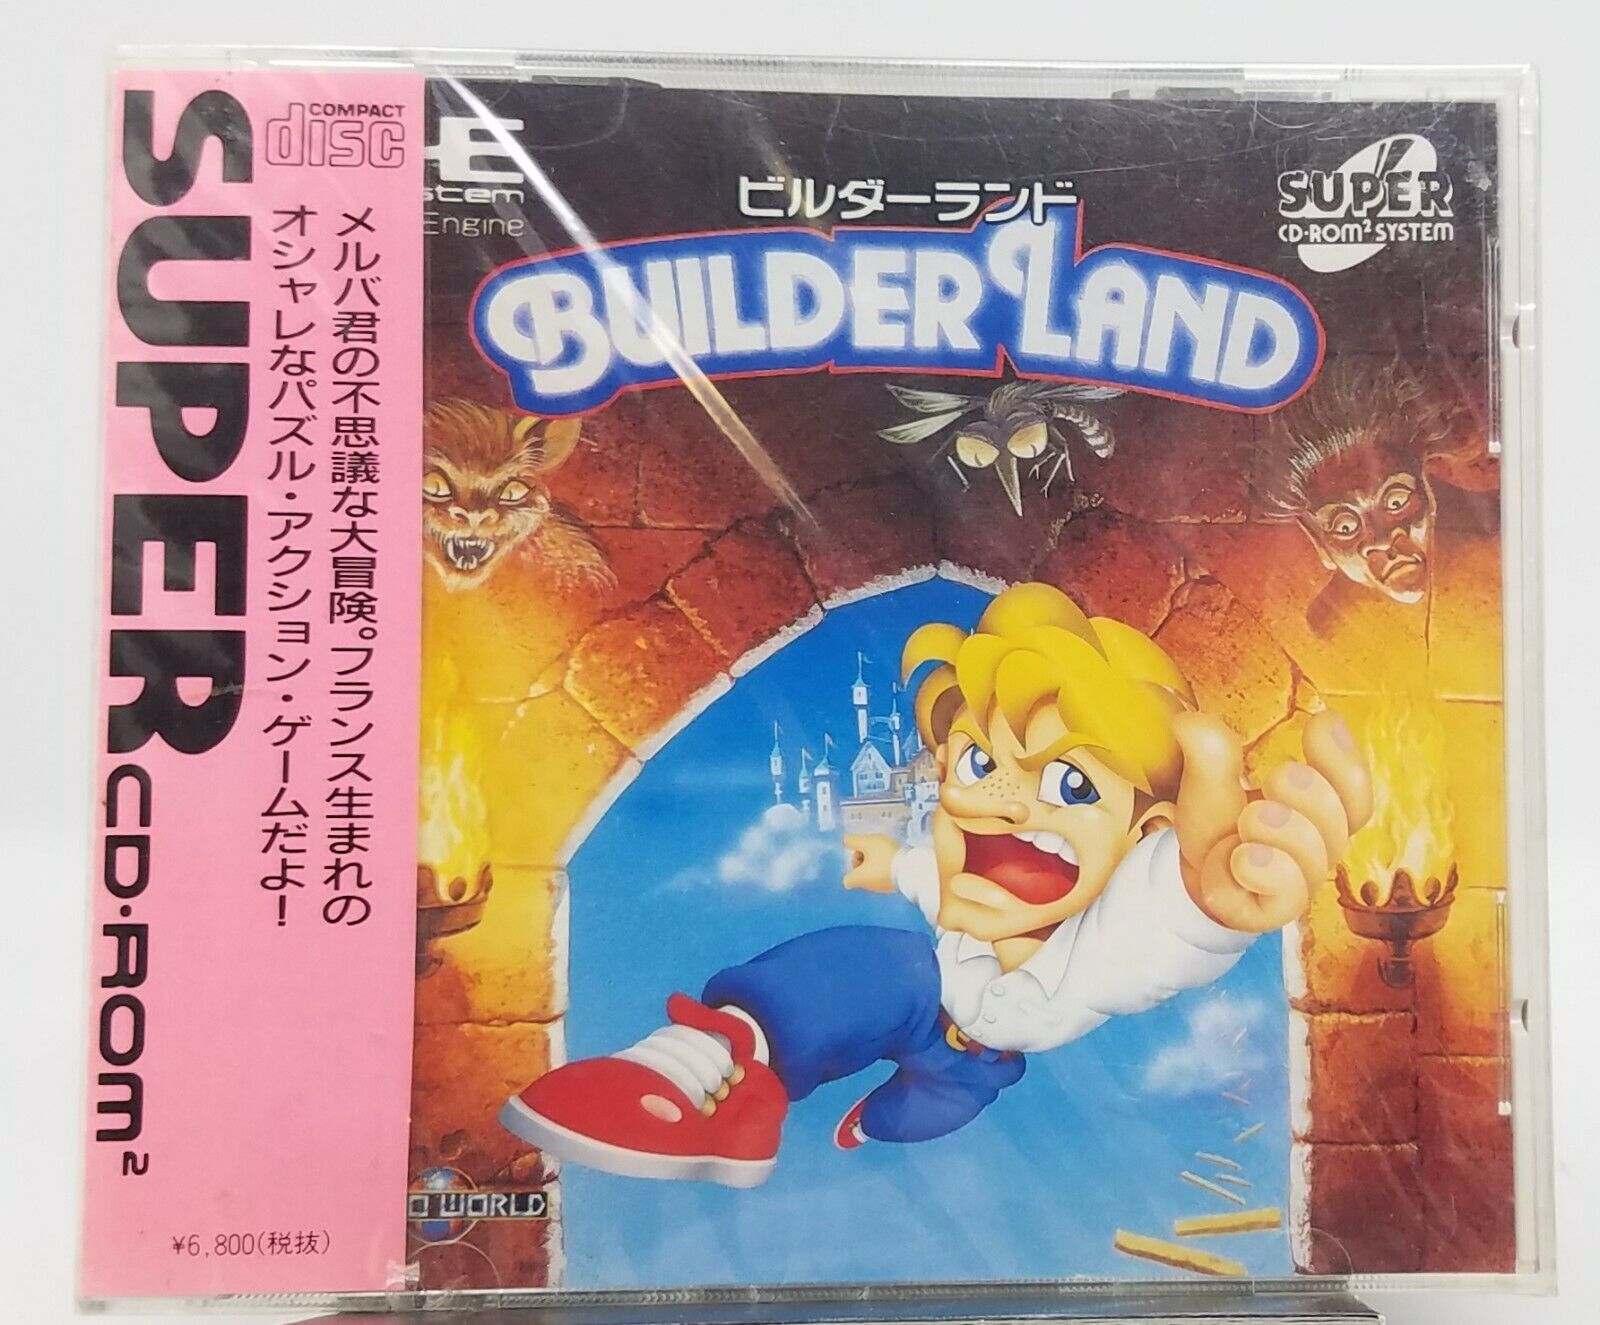 SUPER CD-ROM²
COMPACT
disc
メルバ君の不思議な大冒険。フランス生まれの
オシャレなパズル・アクション・ゲームだよ!
¥6,800(税抜)
E
stem
Engine
ビルダーランド
BUILDER LAND
SUPER
CD-ROM² SYSTEM
O WORLD